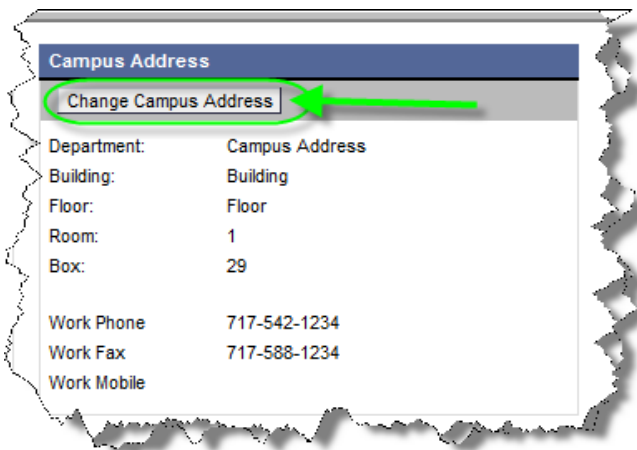 Campus Address
Change Campus Address
Department: Campus Address
Building: Building
Floor: Floor
Room: 1
Box: 29
Work Phone 717-542-1234
Work Fax 717-588-1234
Work Mobile